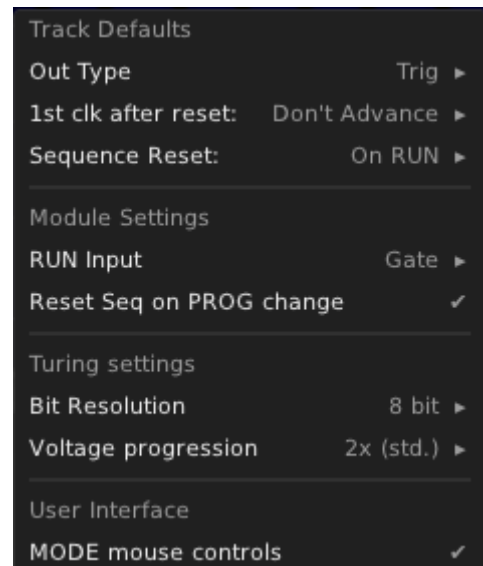 Track Defaults
Out Type Trig ▸
1st clk after reset: Don't Advance ▸
Sequence Reset: On RUN ▸
Module Settings
RUN Input Gate ▸
Reset Seq on PROG change ✔
Turing settings
Bit Resolution 8 bit ▸
Voltage progression 2x (std.) ▸
User Interface
MODE mouse controls ✔